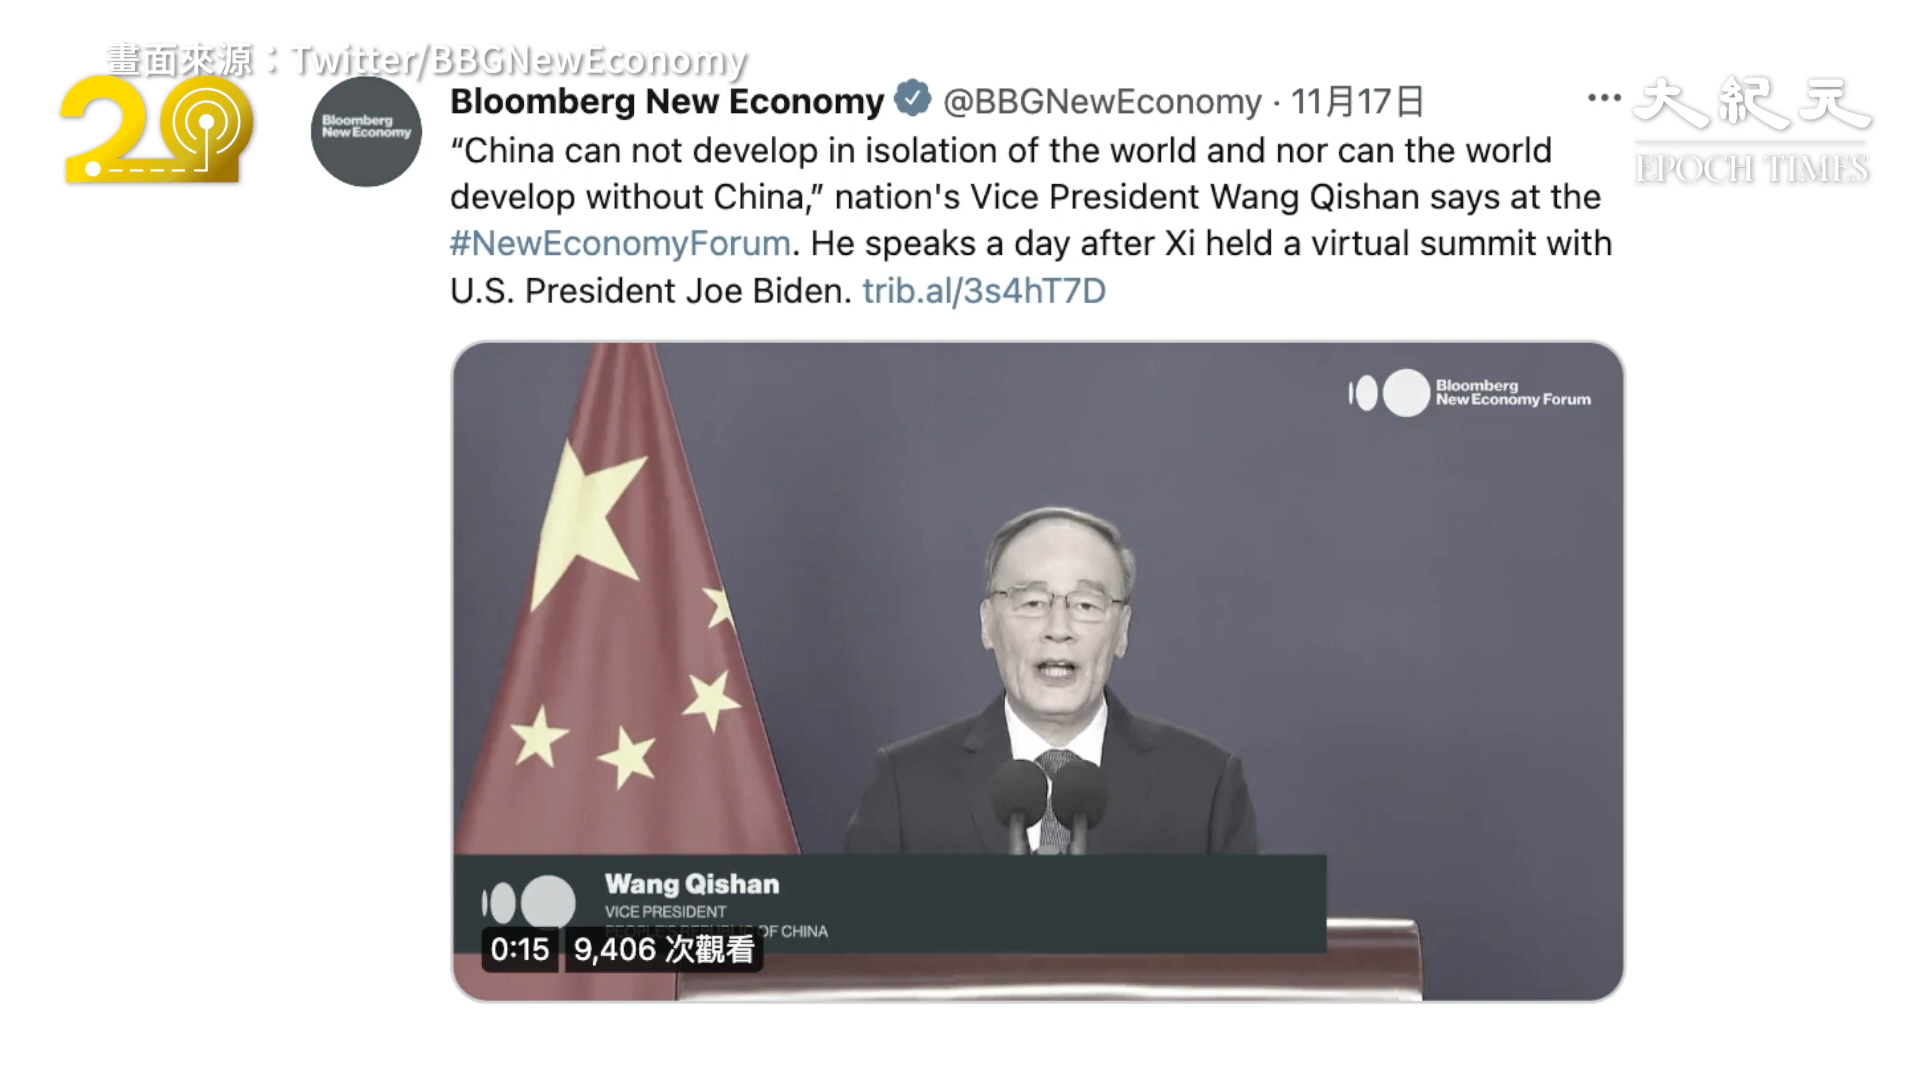 畫面來源：Twitter/BBGNewEconomy
20
Bloomberg
New Economy
Bloomberg New Economy @BBGNewEconomy · 11月17日
大紀元
EPOCH TIMES
“China can not develop in isolation of the world and nor can the world
develop without China,” nation's Vice President Wang Qishan says at the
#NewEconomyForum. He speaks a day after Xi held a virtual summit with
U.S. President Joe Biden. trib.al/3s4hT7D
Bloomberg
New Economy Forum
Wang Qishan
VICE PRESIDENT
PEOPLE'S REPUBLIC OF CHINA
0:15 9,406 次觀看